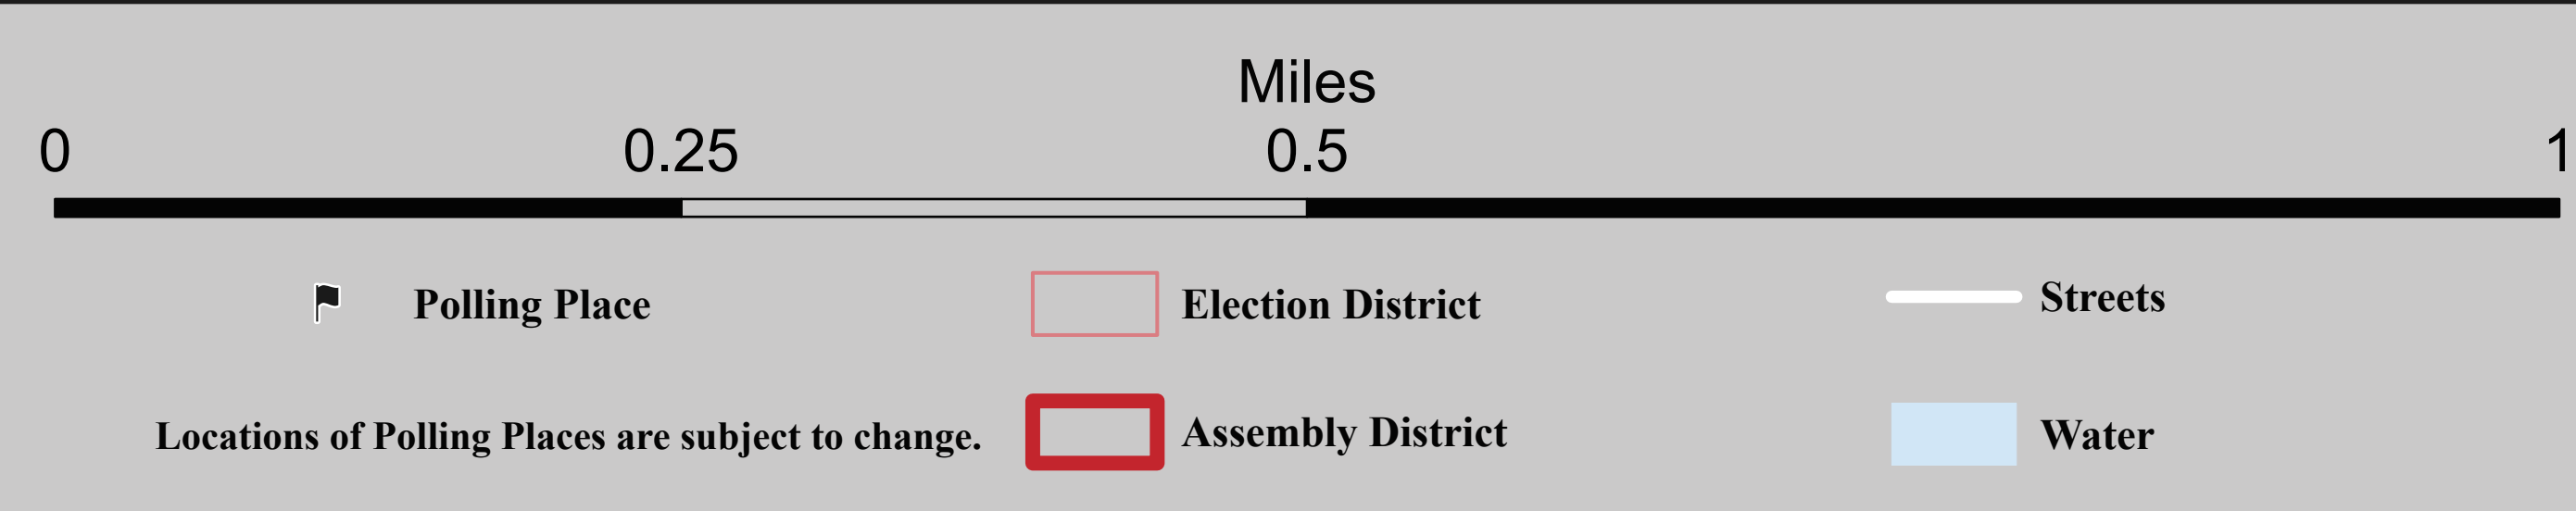 Miles
0 0.25 0.5 1
Polling Place Election District Streets
Locations of Polling Places are subject to change. Assembly District Water